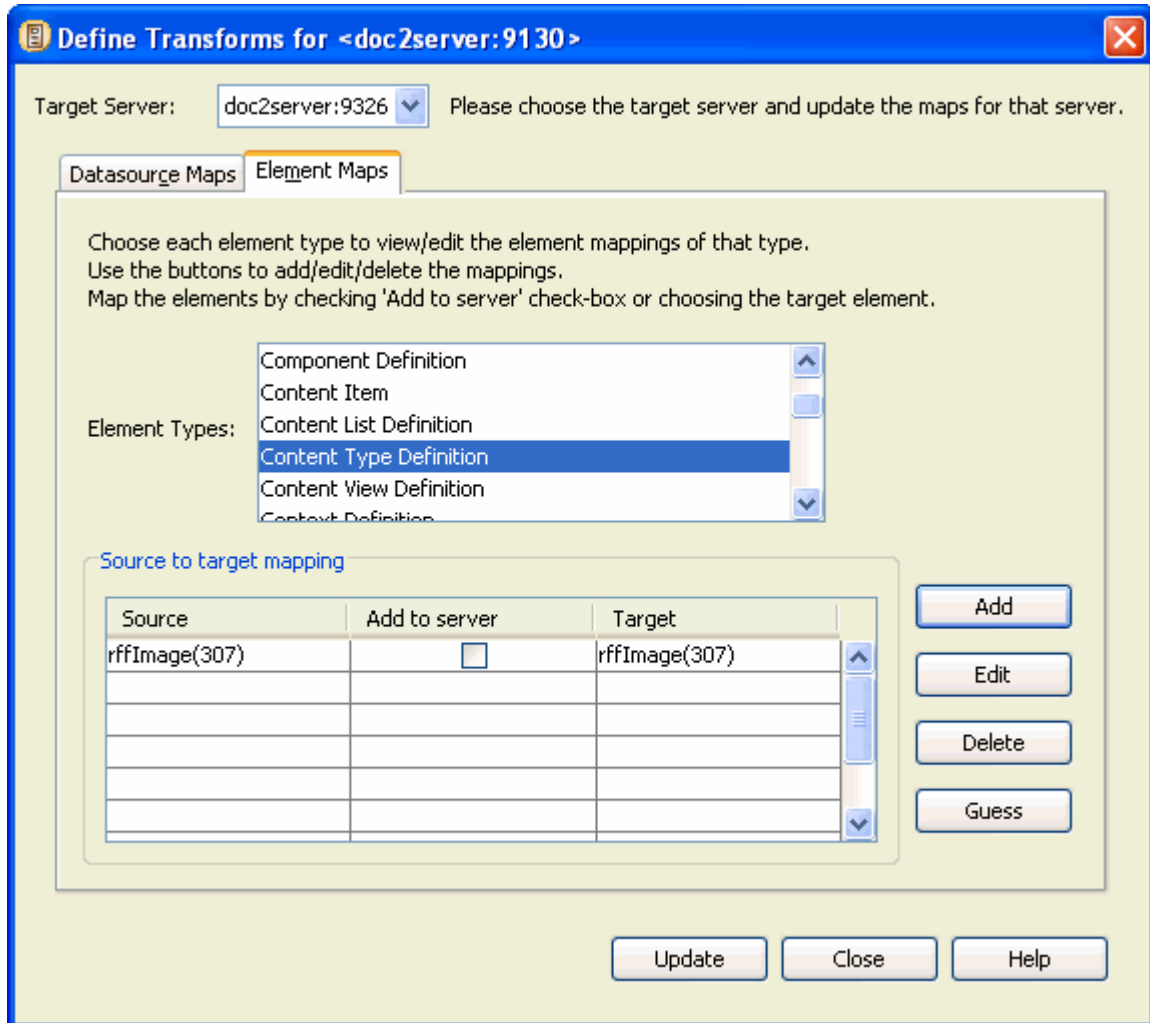 Define Transforms for <doc2server:9130>
Target Server: doc2server:9326 Please choose the target server and update the maps for that server.
Datasource Maps Element Maps
Choose each element type to view/edit the element mappings of that type.
Use the buttons to add/edit/delete the mappings.
Map the elements by checking 'Add to server' check-box or choosing the target element.
Component Definition
Content Item
Content List Definition
Element Types:
Content Type Definition
Content View Definition
Context Definition
Source to target mapping
Source Add to server Target
rffImage(307) rffImage(307)
Add
Edit
Delete
Guess
Update Close Help